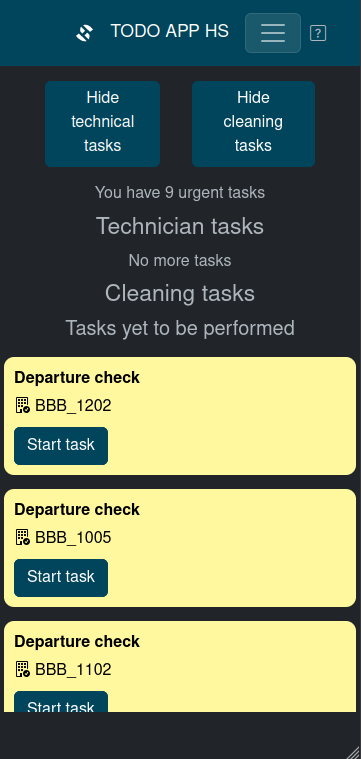 TODO APP HS
?
Hide
technical
tasks
Hide
cleaning
tasks
You have 9 urgent tasks
Technician tasks
No more tasks
Cleaning tasks
Tasks yet to be performed
Departure check
BBB_1202
Start task
Departure check
BBB_1005
Start task
Departure check
BBB_1102
Start task